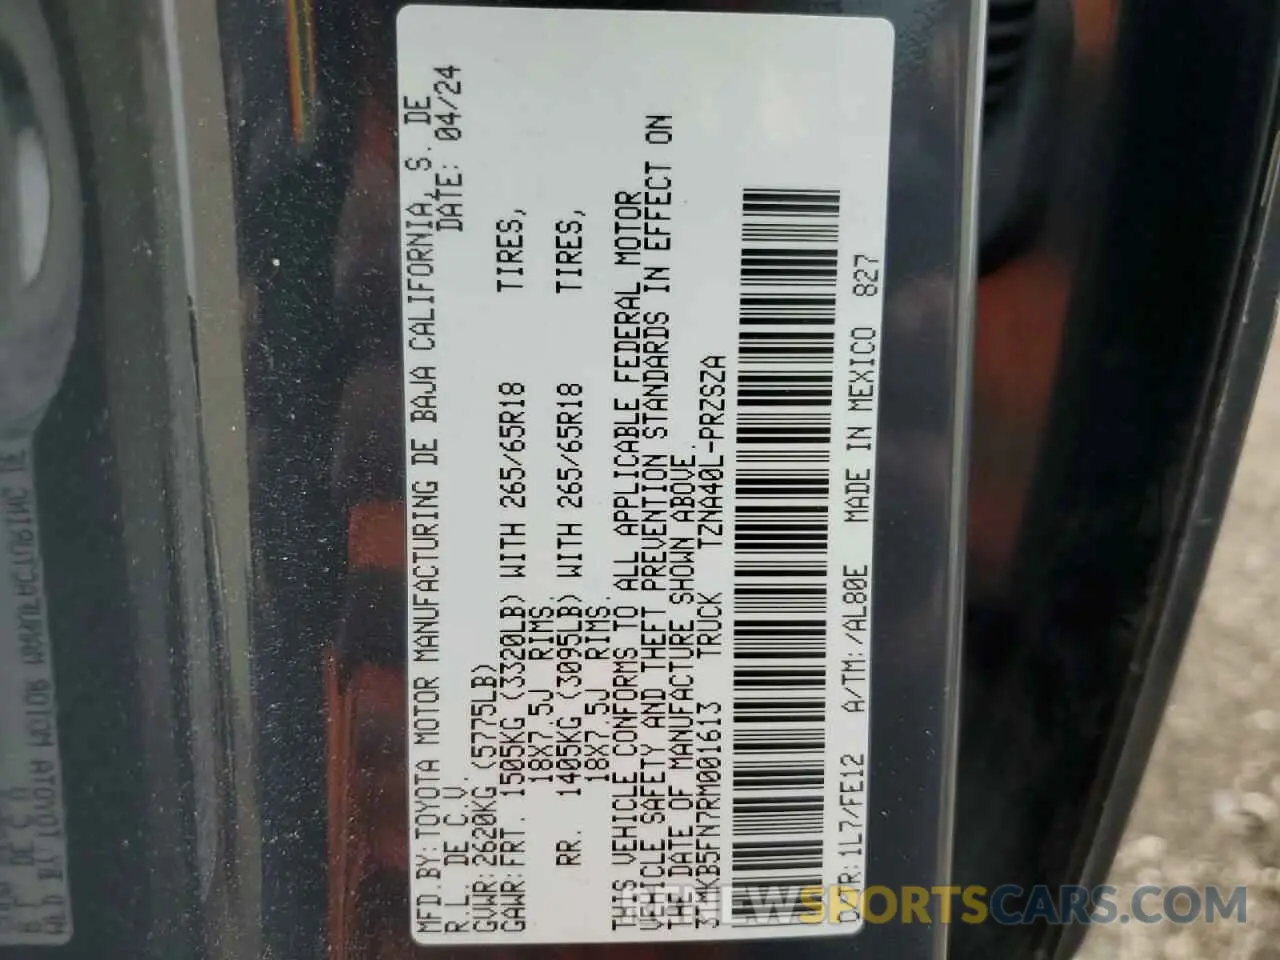 MFD.BY:TOYOTA MOTOR MANUFACTURING DE BAJA CALIFORNIA, S. DE
R.L. DE C.V. DATE: 04/24
GVWR:2620KG (5775LB)
GAWR:FRT. 1505KG (3320LB) WITH 265/65R18 TIRES,
18X7.5J RIMS.
RR. 1405KG (3095LB) WITH 265/65R18 TIRES,
18X7.5J RIMS.
THIS VEHICLE CONFORMS TO ALL APPLICABLE FEDERAL MOTOR
VEHICLE SAFETY AND THEFT PREVENTION STANDARDS IN EFFECT ON
THE DATE OF MANUFACTURE SHOWN ABOVE.
3TMKB5FN7RM001613 TRUCK TZNA40L-PRZSZA
C/TR:1L7/FE12 A/TM:/AL80E MADE IN MEXICO 827
RENEWSPORTSCARS.COM